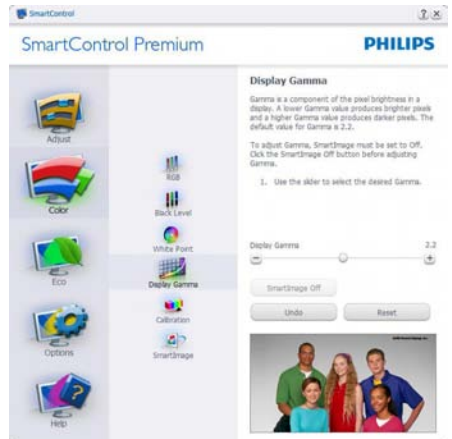 SmartControl
SmartControl Premium
PHILIPS
Adjust
Color
Eco
Options
Help
RGB
Black Level
White Point
Display Gamma
Calibration
SmartImage
Display Gamma
Gamma is a component of the pixel brightness in a
display. A lower Gamma value produces brighter pixels
and a higher Gamma value produces darker pixels. The
default value for Gamma is 2.2.
To adjust Gamma, SmartImage must be set to Off.
Click the SmartImage Off button before adjusting
Gamma.
1. Use the slider to select the desired Gamma.
Display Gamma 2.2
SmartImage Off
Undo Reset